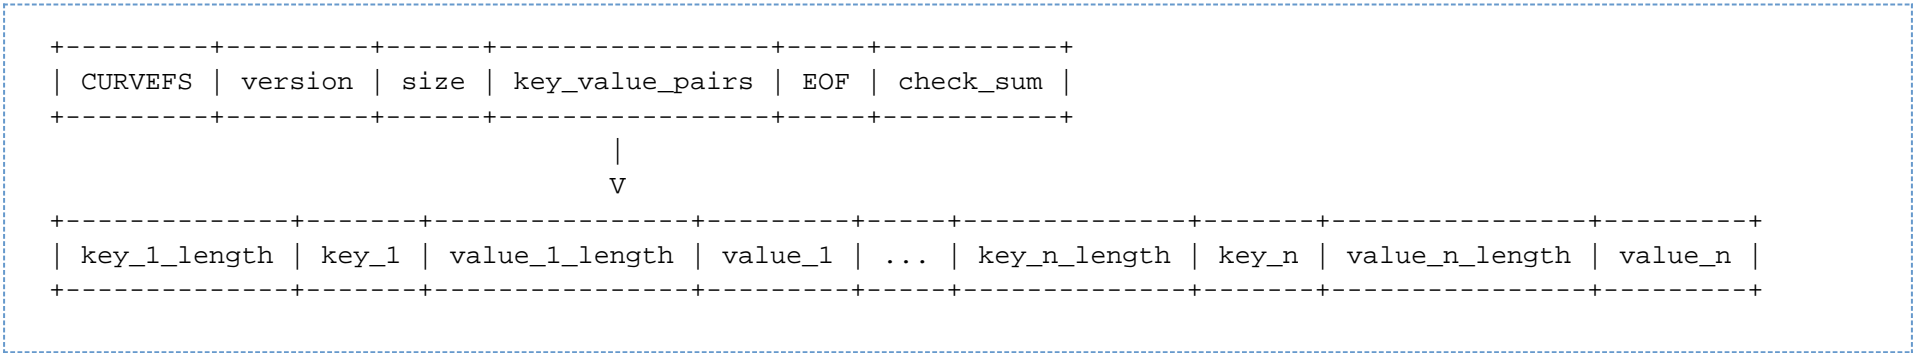 +---------+---------+------+-----------------+-----+-----------+
| CURVEFS | version | size | key_value_pairs | EOF | check_sum |
+---------+---------+------+-----------------+-----+-----------+
|
V
+--------------+-------+----------------+---------+-----+--------------+-------+----------------+---------+
| key_1_length | key_1 | value_1_length | value_1 | ... | key_n_length | key_n | value_n_length | value_n |
+--------------+-------+----------------+---------+-----+--------------+-------+----------------+---------+